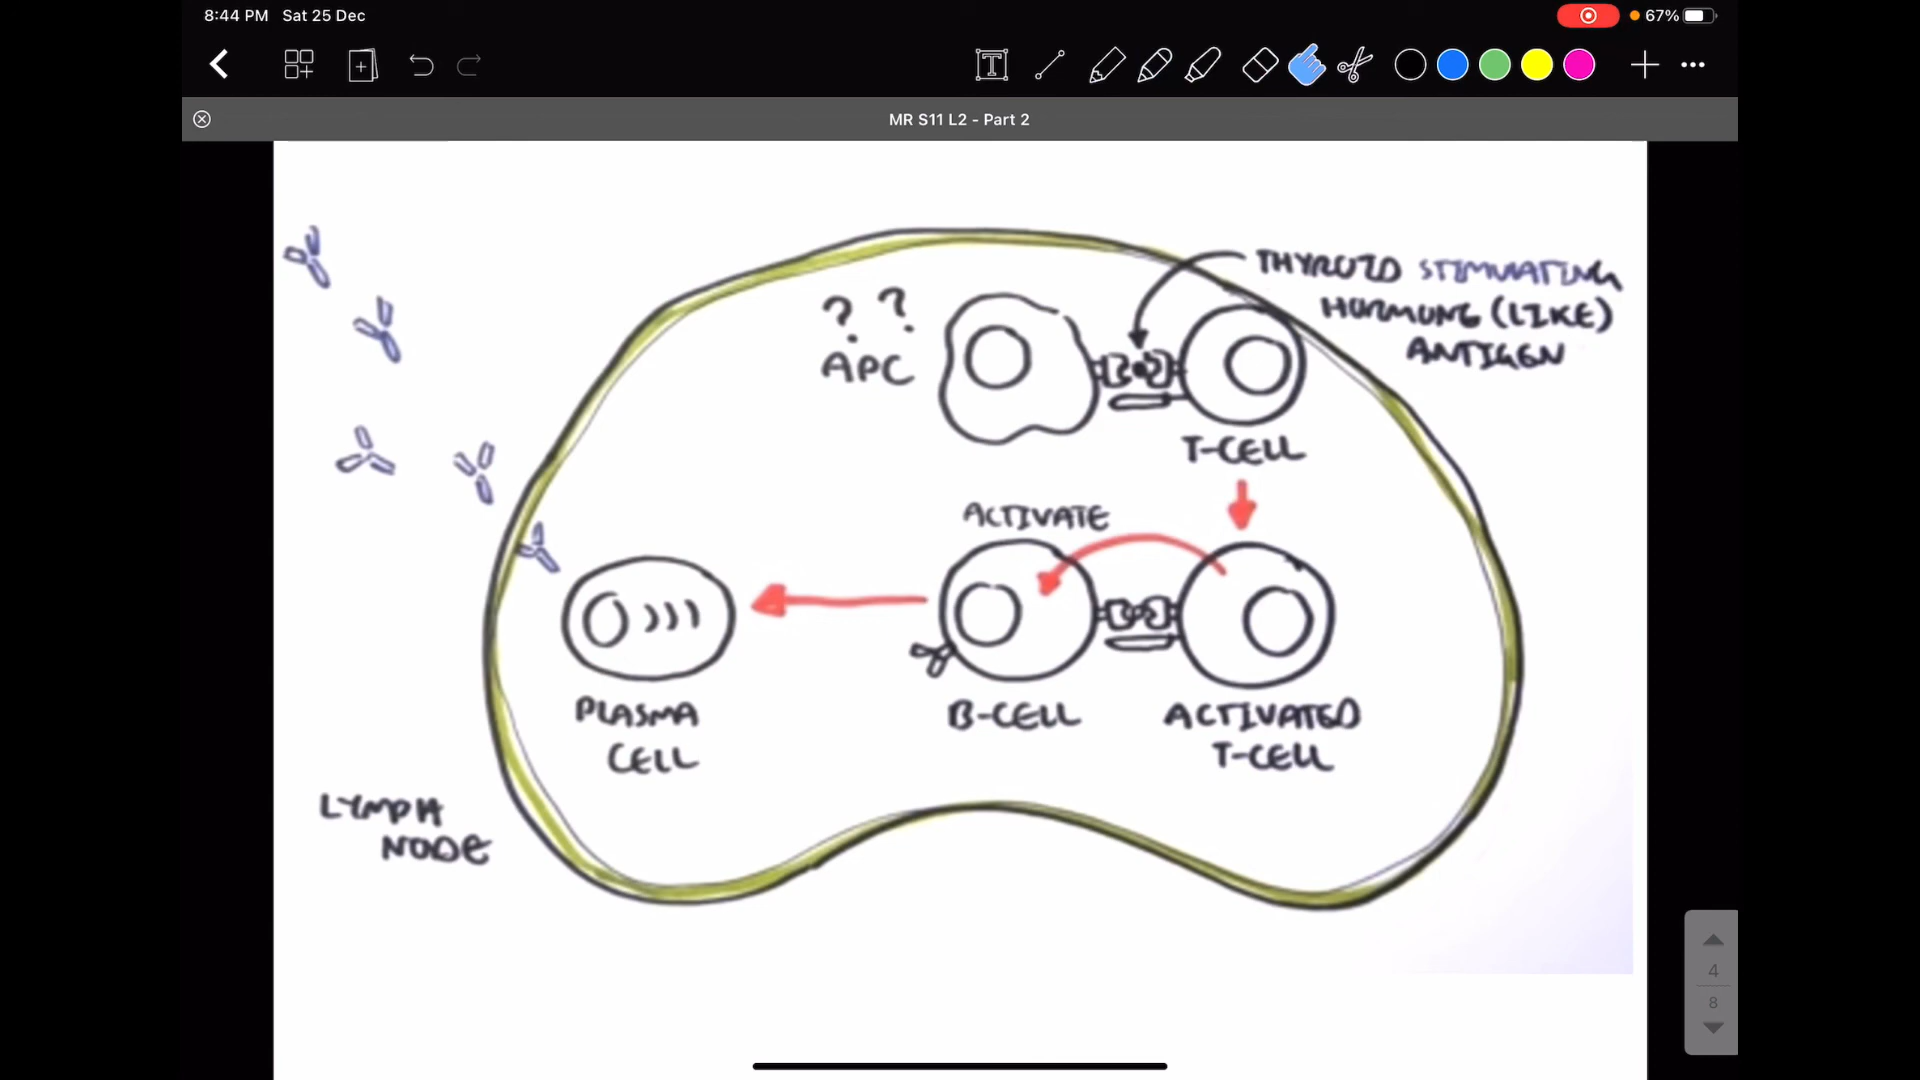 8:44 PM Sat 25 Dec
67%
MR S11 L2 - Part 2
THYROID STIMULATING
HORMONE (LIKE)
ANTIGEN
? ?
APC
T-CELL
ACTIVATE
PLASMA
CELL
B-CELL
ACTIVATED
T-CELL
LYMPH
NODE
4
8